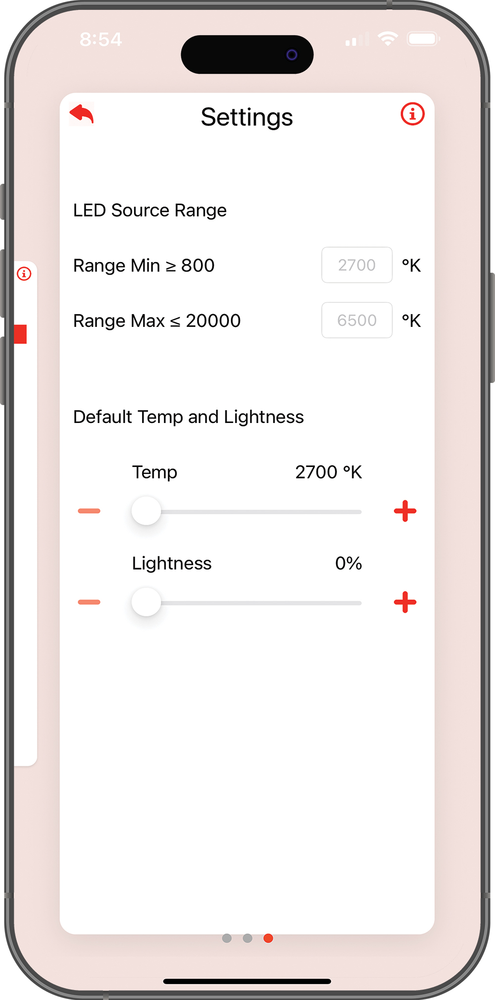 8:54
Settings
LED Source Range
Range Min ≥ 800 2700 °K
Range Max ≤ 20000 6500 °K
Default Temp and Lightness
Temp 2700 °K
Lightness 0%